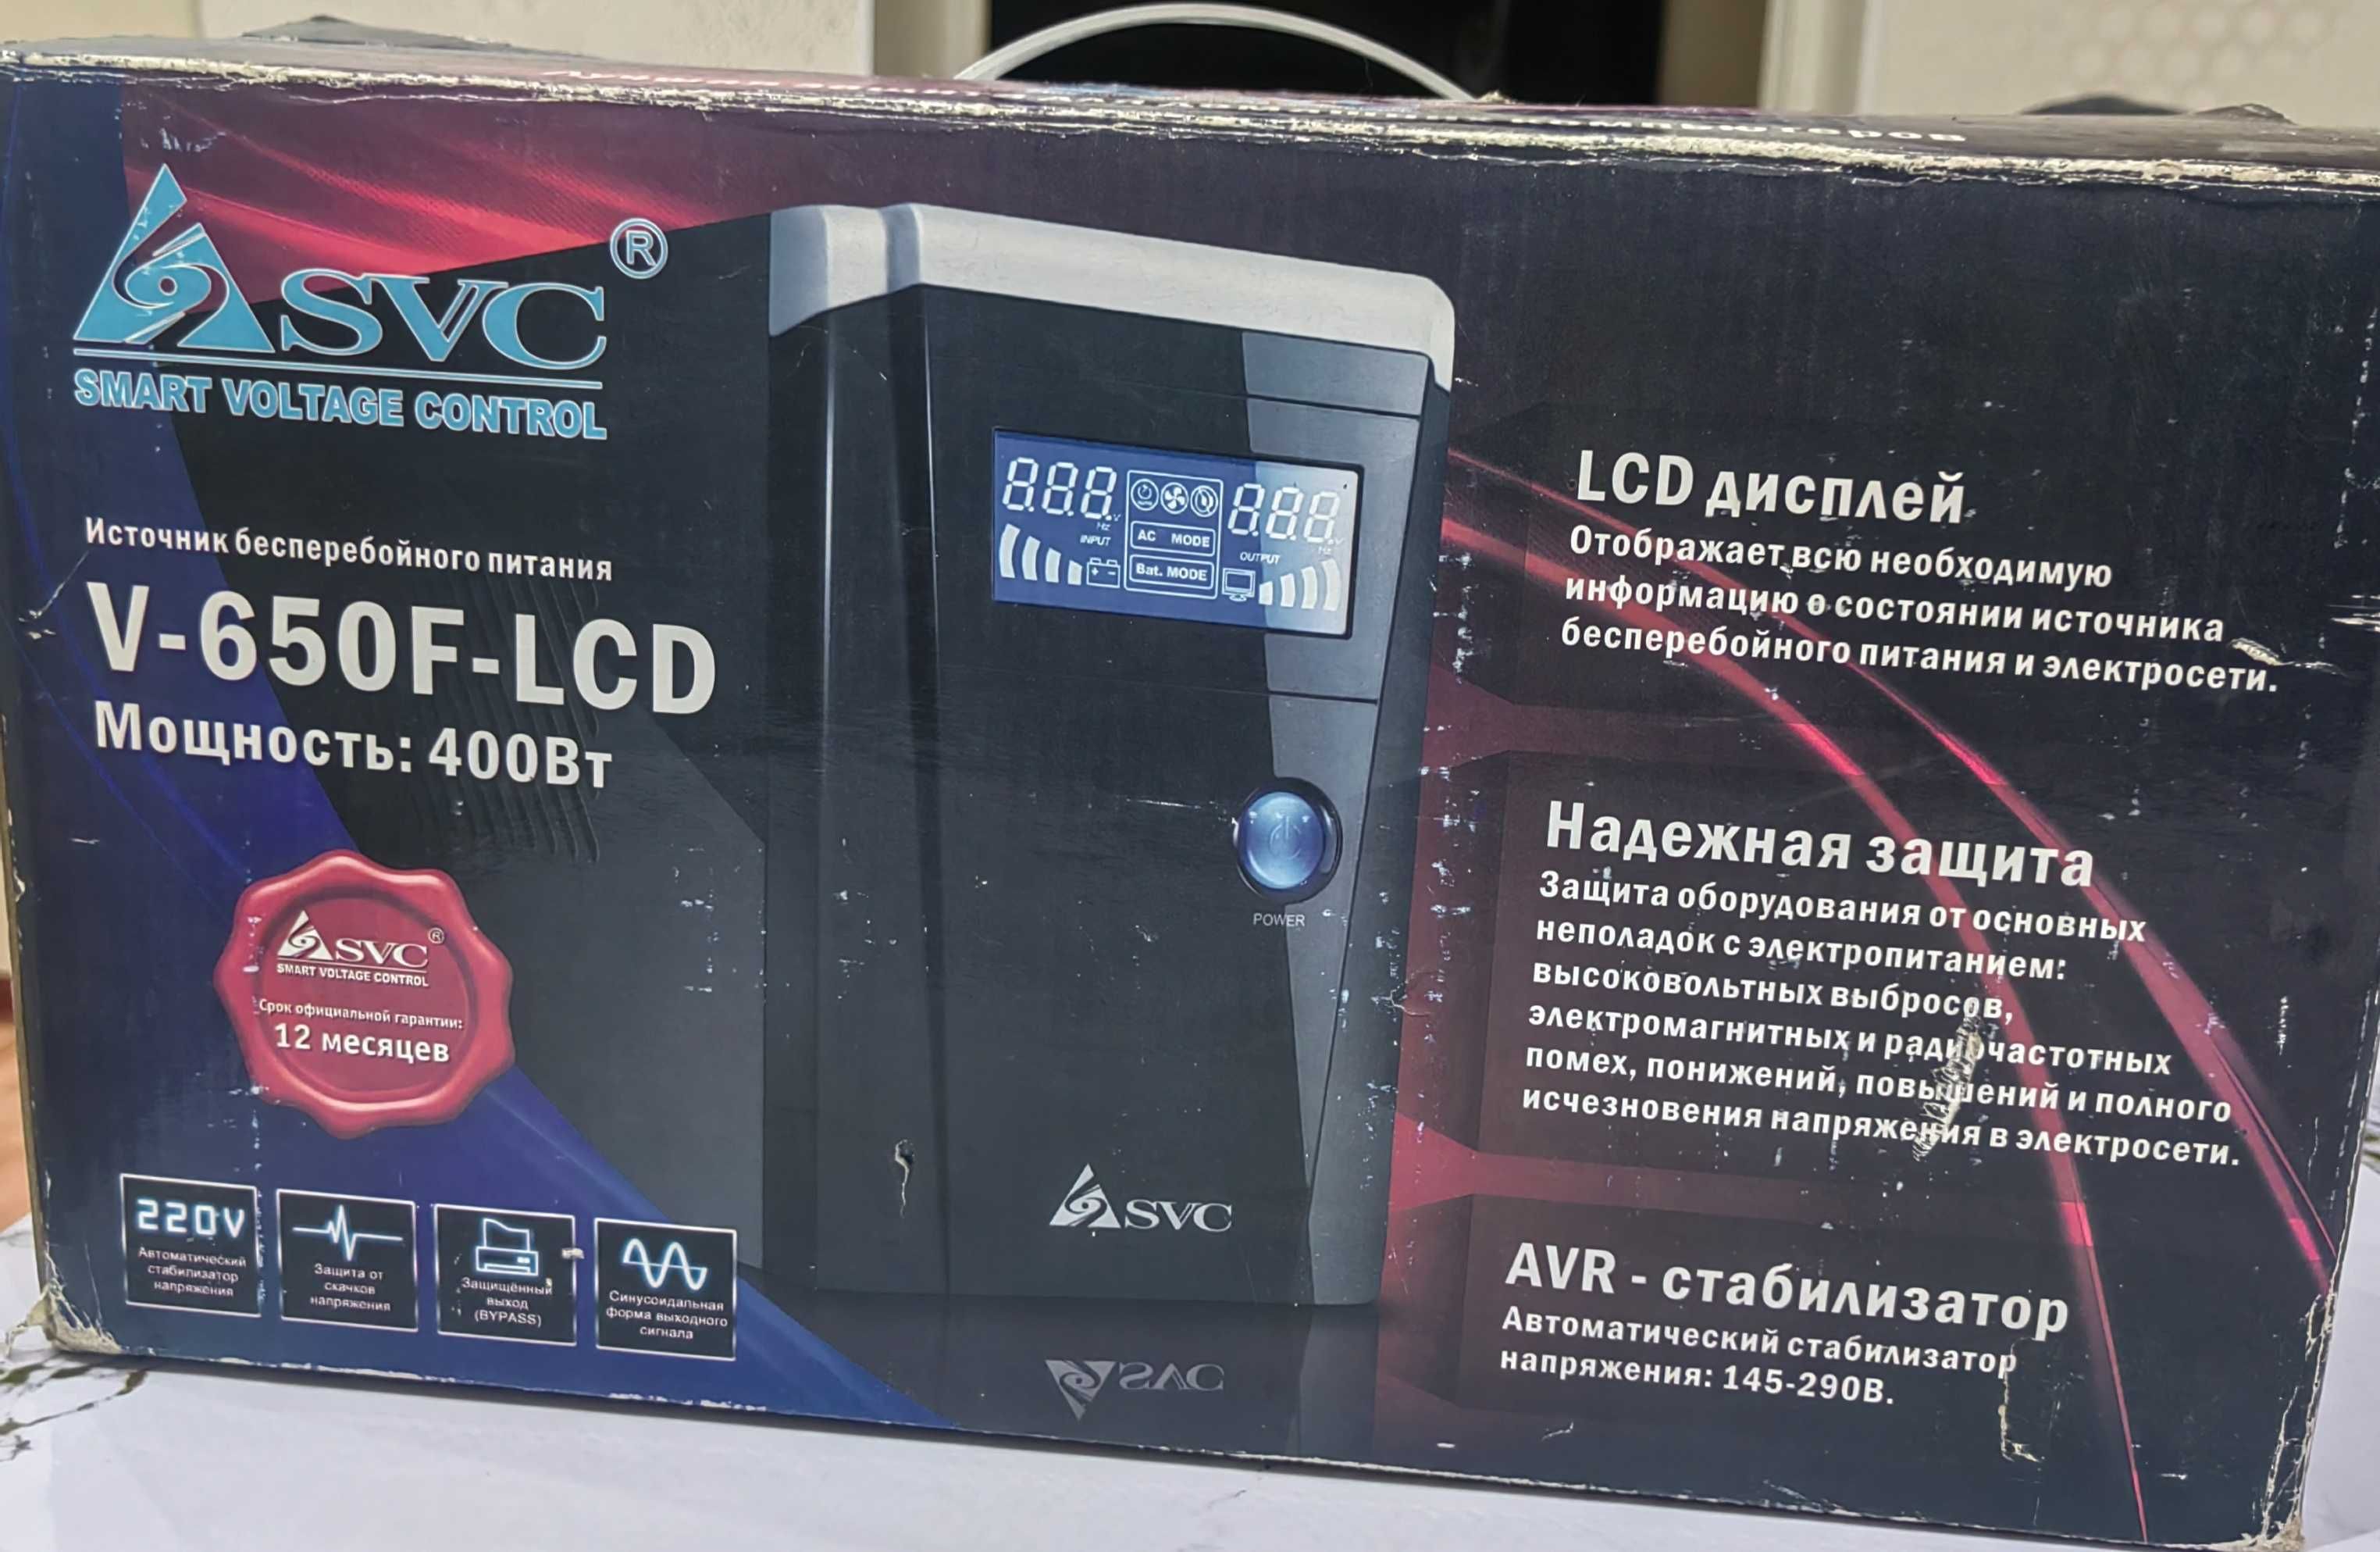 SVC ®
SMART VOLTAGE CONTROL
Источник бесперебойного питания
V-650F-LCD
Мощность: 400Вт
SVC ®
SMART VOLTAGE CONTROL
Срок официальной гарантии:
12 месяцев
220V
Автоматический
стабилизатор
напряжения
Защита от
скачков
напряжения
Защищённый
выход
(BYPASS)
Синусоидальная
форма выходного
сигнала
888 V
Hz
INPUT
AC MODE
Bat. MODE
888 V
Hz
OUTPUT
POWER
SVC
LCD дисплей
Отображает всю необходимую
информацию о состоянии источника
бесперебойного питания и электросети.
Надежная защита
Защита оборудования от основных
неполадок с электропитанием:
высоковольтных выбросов,
электромагнитных и радиочастотных
помех, понижений, повышений и полного
исчезновения напряжения в электросети.
AVR - стабилизатор
Автоматический стабилизатор
напряжения: 145-290В.